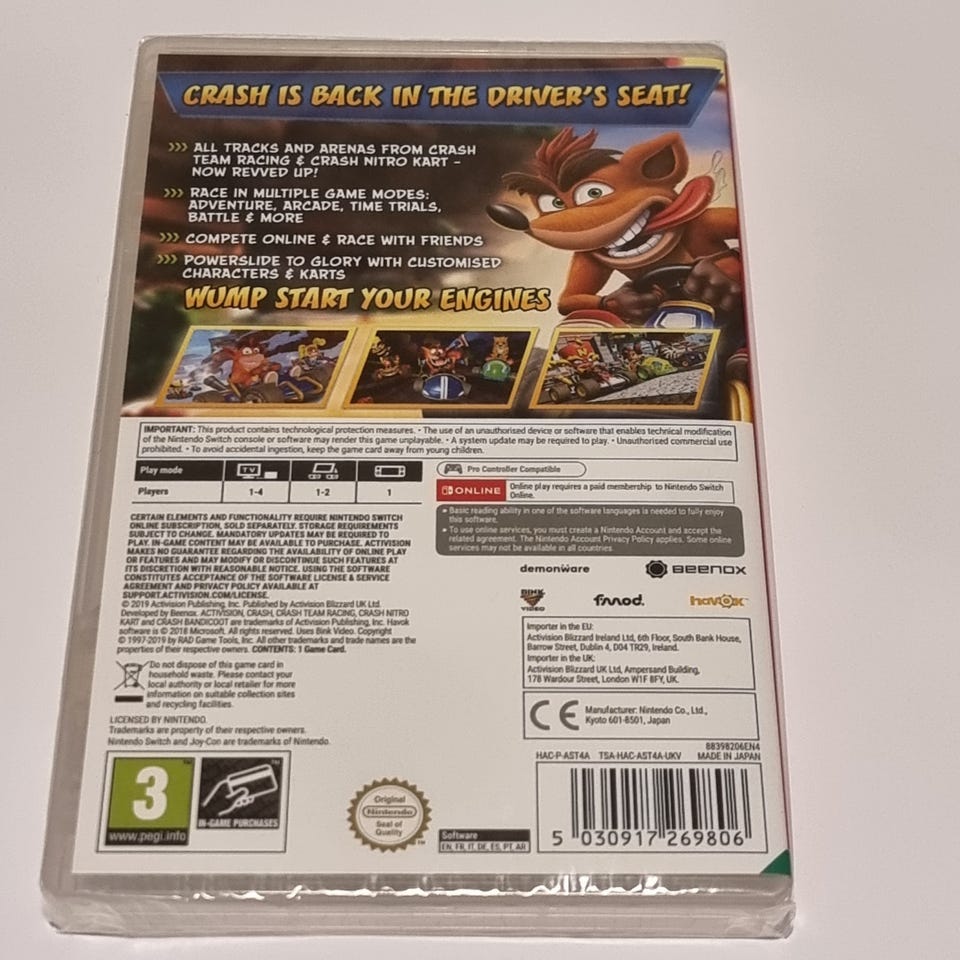 CRASH IS BACK IN THE DRIVER'S SEAT!
››› ALL TRACKS AND ARENAS FROM CRASH
TEAM RACING & CRASH NITRO KART –
NOW REVVED UP!
››› RACE IN MULTIPLE GAME MODES:
ADVENTURE, ARCADE, TIME TRIALS,
BATTLE & MORE
››› COMPETE ONLINE & RACE WITH FRIENDS
››› POWERSLIDE TO GLORY WITH CUSTOMISED
CHARACTERS & KARTS
WUMP START YOUR ENGINES
IMPORTANT: This product contains technological protection measures. • The use of an unauthorised device or software that enables technical modification
of the Nintendo Switch console or software may render this game unplayable. • A system update may be required to play. • Unauthorised commercial use
prohibited. • To avoid accidental ingestion, keep the game card away from young children.
Play mode TV
Players 1-4 1-2 1
Pro Controller Compatible
ONLINE Online play requires a paid membership to Nintendo Switch
Online.
• Basic reading ability in one of the software languages is needed to fully enjoy
this software.
• To use online services, you must create a Nintendo Account and accept the
related agreement. The Nintendo Account Privacy Policy applies. Some online
services may not be available in all countries.
CERTAIN ELEMENTS AND FUNCTIONALITY REQUIRE NINTENDO SWITCH
ONLINE SUBSCRIPTION, SOLD SEPARATELY. STORAGE REQUIREMENTS
SUBJECT TO CHANGE. MANDATORY UPDATES MAY BE REQUIRED TO
PLAY. IN-GAME CONTENT MAY BE AVAILABLE TO PURCHASE. ACTIVISION
MAKES NO GUARANTEE REGARDING THE AVAILABILITY OF ONLINE PLAY
OR FEATURES AND MAY MODIFY OR DISCONTINUE SUCH FEATURES AT
ITS DISCRETION WITH REASONABLE NOTICE. USING THE SOFTWARE
CONSTITUTES ACCEPTANCE OF THE SOFTWARE LICENSE & SERVICE
AGREEMENT AND PRIVACY POLICY AVAILABLE AT
SUPPORT.ACTIVISION.COM/LICENSE.
© 2019 Activision Publishing, Inc. Published by Activision Blizzard UK Ltd.
Developed by Beenox. ACTIVISION, CRASH, CRASH TEAM RACING, CRASH NITRO
KART and CRASH BANDICOOT are trademarks of Activision Publishing, Inc. Havok
software is © 2018 Microsoft. All rights reserved. Uses Bink Video. Copyright
© 1997-2019 by RAD Game Tools, Inc. All other trademarks and trade names are the
properties of their respective owners. CONTENTS: 1 Game Card.
demonware BEENOX
BINK VIDEO fmod. havok™
Importer in the EU:
Activision Blizzard Ireland Ltd, 6th Floor, South Bank House,
Barrow Street, Dublin 4, D04 TR29, Ireland.
Importer in the UK:
Activision Blizzard UK Ltd, Ampersand Building,
178 Wardour Street, London W1F 8FY, UK.
Do not dispose of this game card in
household waste. Please contact your
local authority or local retailer for more
information on suitable collection sites
and recycling facilities.
CE Manufacturer: Nintendo Co., Ltd.,
Kyoto 601-8501, Japan
LICENSED BY NINTENDO.
Trademarks are property of their respective owners.
Nintendo Switch and Joy-Con are trademarks of Nintendo.
88398206EN4
HAC-P-AST4A TSA-HAC-AST4A-UKV MADE IN JAPAN
3™
www.pegi.info
™
IN-GAME PURCHASES
Original
Nintendo
Seal of
Quality
™
Software
EN, FR, IT, DE, ES, PT, AR
5 030917 269806